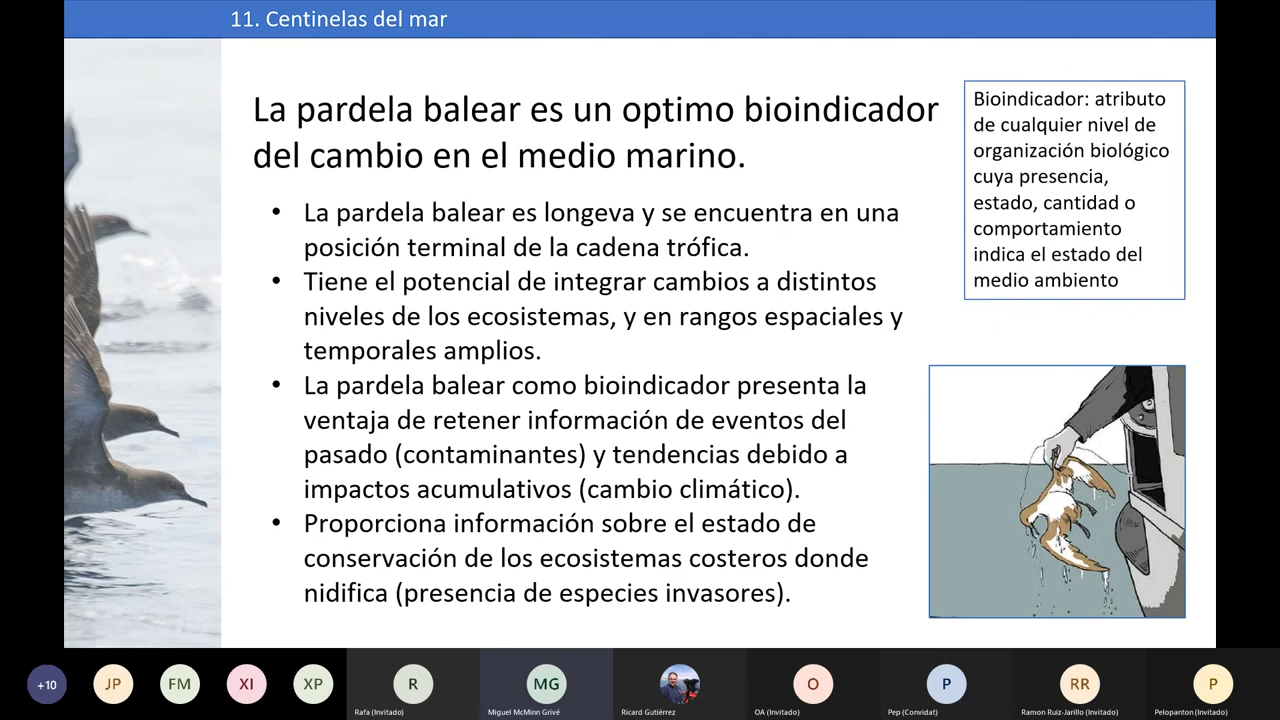 11. Centinelas del mar
La pardela balear es un optimo bioindicador
del cambio en el medio marino.
• La pardela balear es longeva y se encuentra en una
posición terminal de la cadena trófica.
• Tiene el potencial de integrar cambios a distintos
niveles de los ecosistemas, y en rangos espaciales y
temporales amplios.
• La pardela balear como bioindicador presenta la
ventaja de retener información de eventos del
pasado (contaminantes) y tendencias debido a
impactos acumulativos (cambio climático).
• Proporciona información sobre el estado de
conservación de los ecosistemas costeros donde
nidifica (presencia de especies invasores).
Bioindicador: atributo
de cualquier nivel de
organización biológico
cuya presencia,
estado, cantidad o
comportamiento
indica el estado del
medio ambiento
+10
JP
FM
XI
XP
R
Rafa (Invitado)
MG
Miguel McMinn Grivé
Ricard Gutiérrez
O
OA (Invitado)
P
Pep (Convidat)
RR
Ramon Ruiz-Jarillo (Invitado)
P
Pelopanton (Invitado)